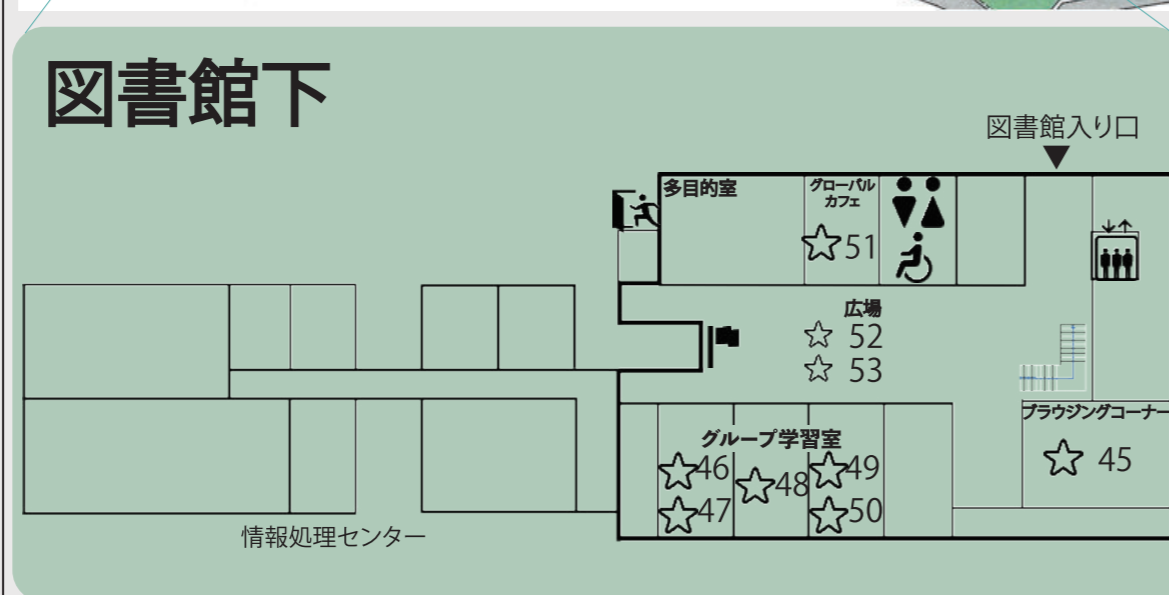 図書館下
図書館入り口
多目的室
グローバル
カフェ
51
広場
52
53
ブラウジングコーナー
45
グループ学習室
46
47
48
49
50
情報処理センター